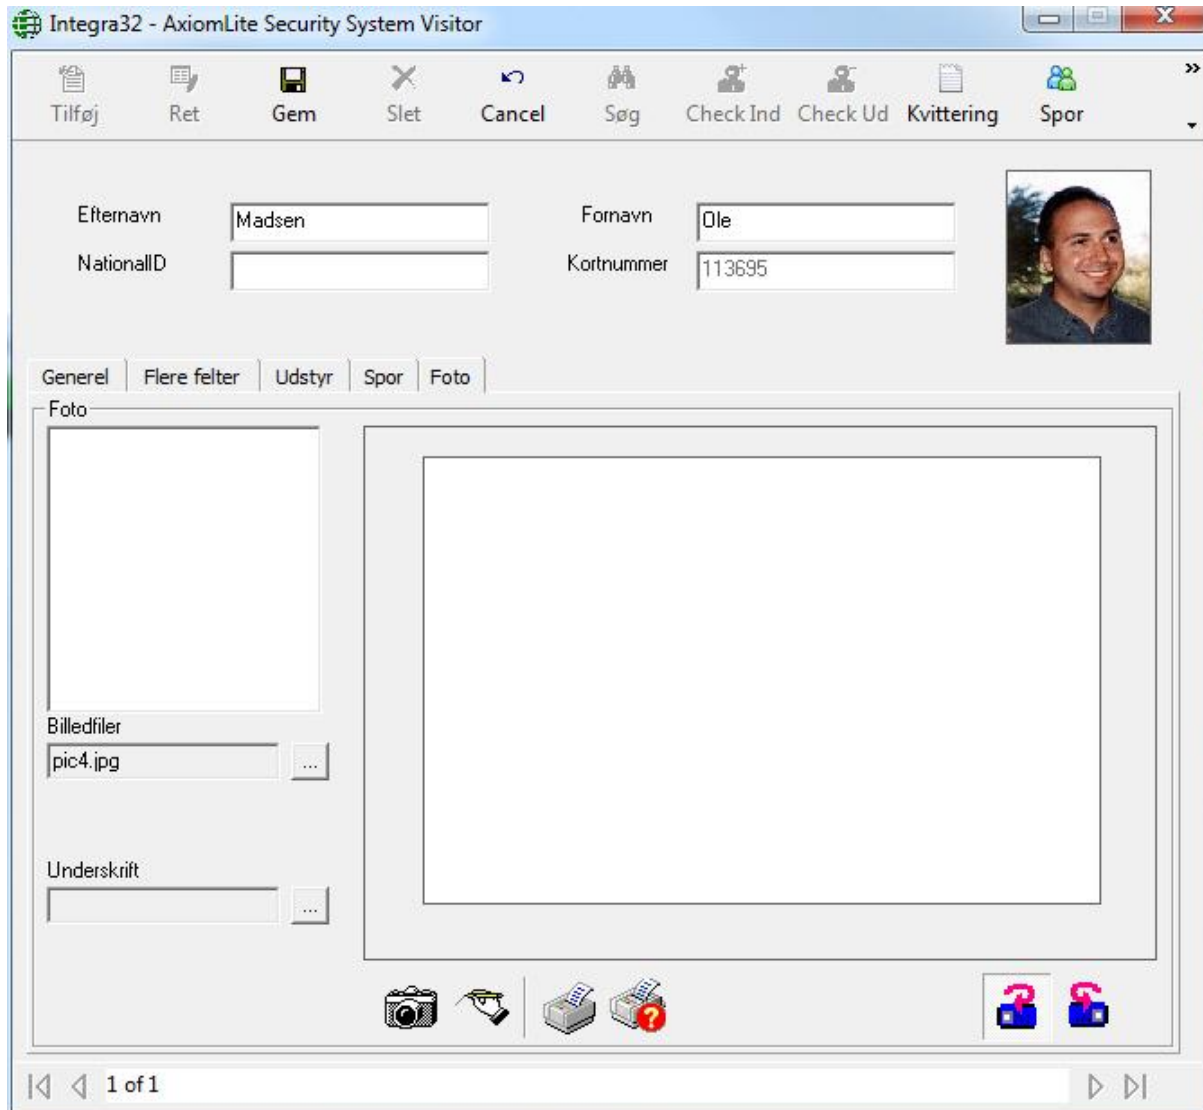 Integra32 - AxiomLite Security System Visitor
Tilføj Ret Gem Slet Cancel Søg Check Ind Check Ud Kvittering Spor
Efternavn Madsen Fornavn Ole
NationalID Kortnummer 113695
Generel Flere felter Udstyr Spor Foto
Foto
Billedfiler
pic4.jpg ...
Underskrift
...
1 of 1